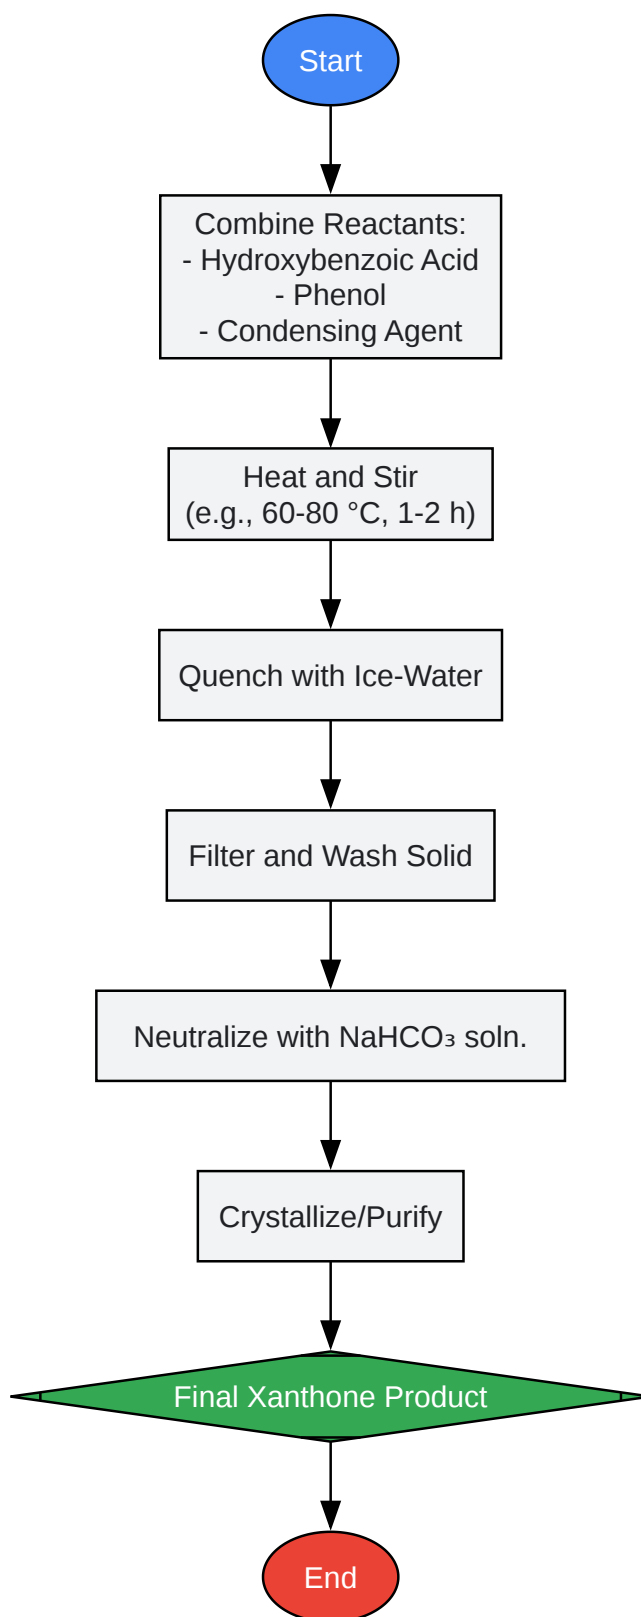 Start
Combine Reactants:
- Hydroxybenzoic Acid
- Phenol
- Condensing Agent
Heat and Stir
(e.g., 60-80 °C, 1-2 h)
Quench with Ice-Water
Filter and Wash Solid
Neutralize with NaHCO₃ soln.
Crystallize/Purify
Final Xanthone Product
End